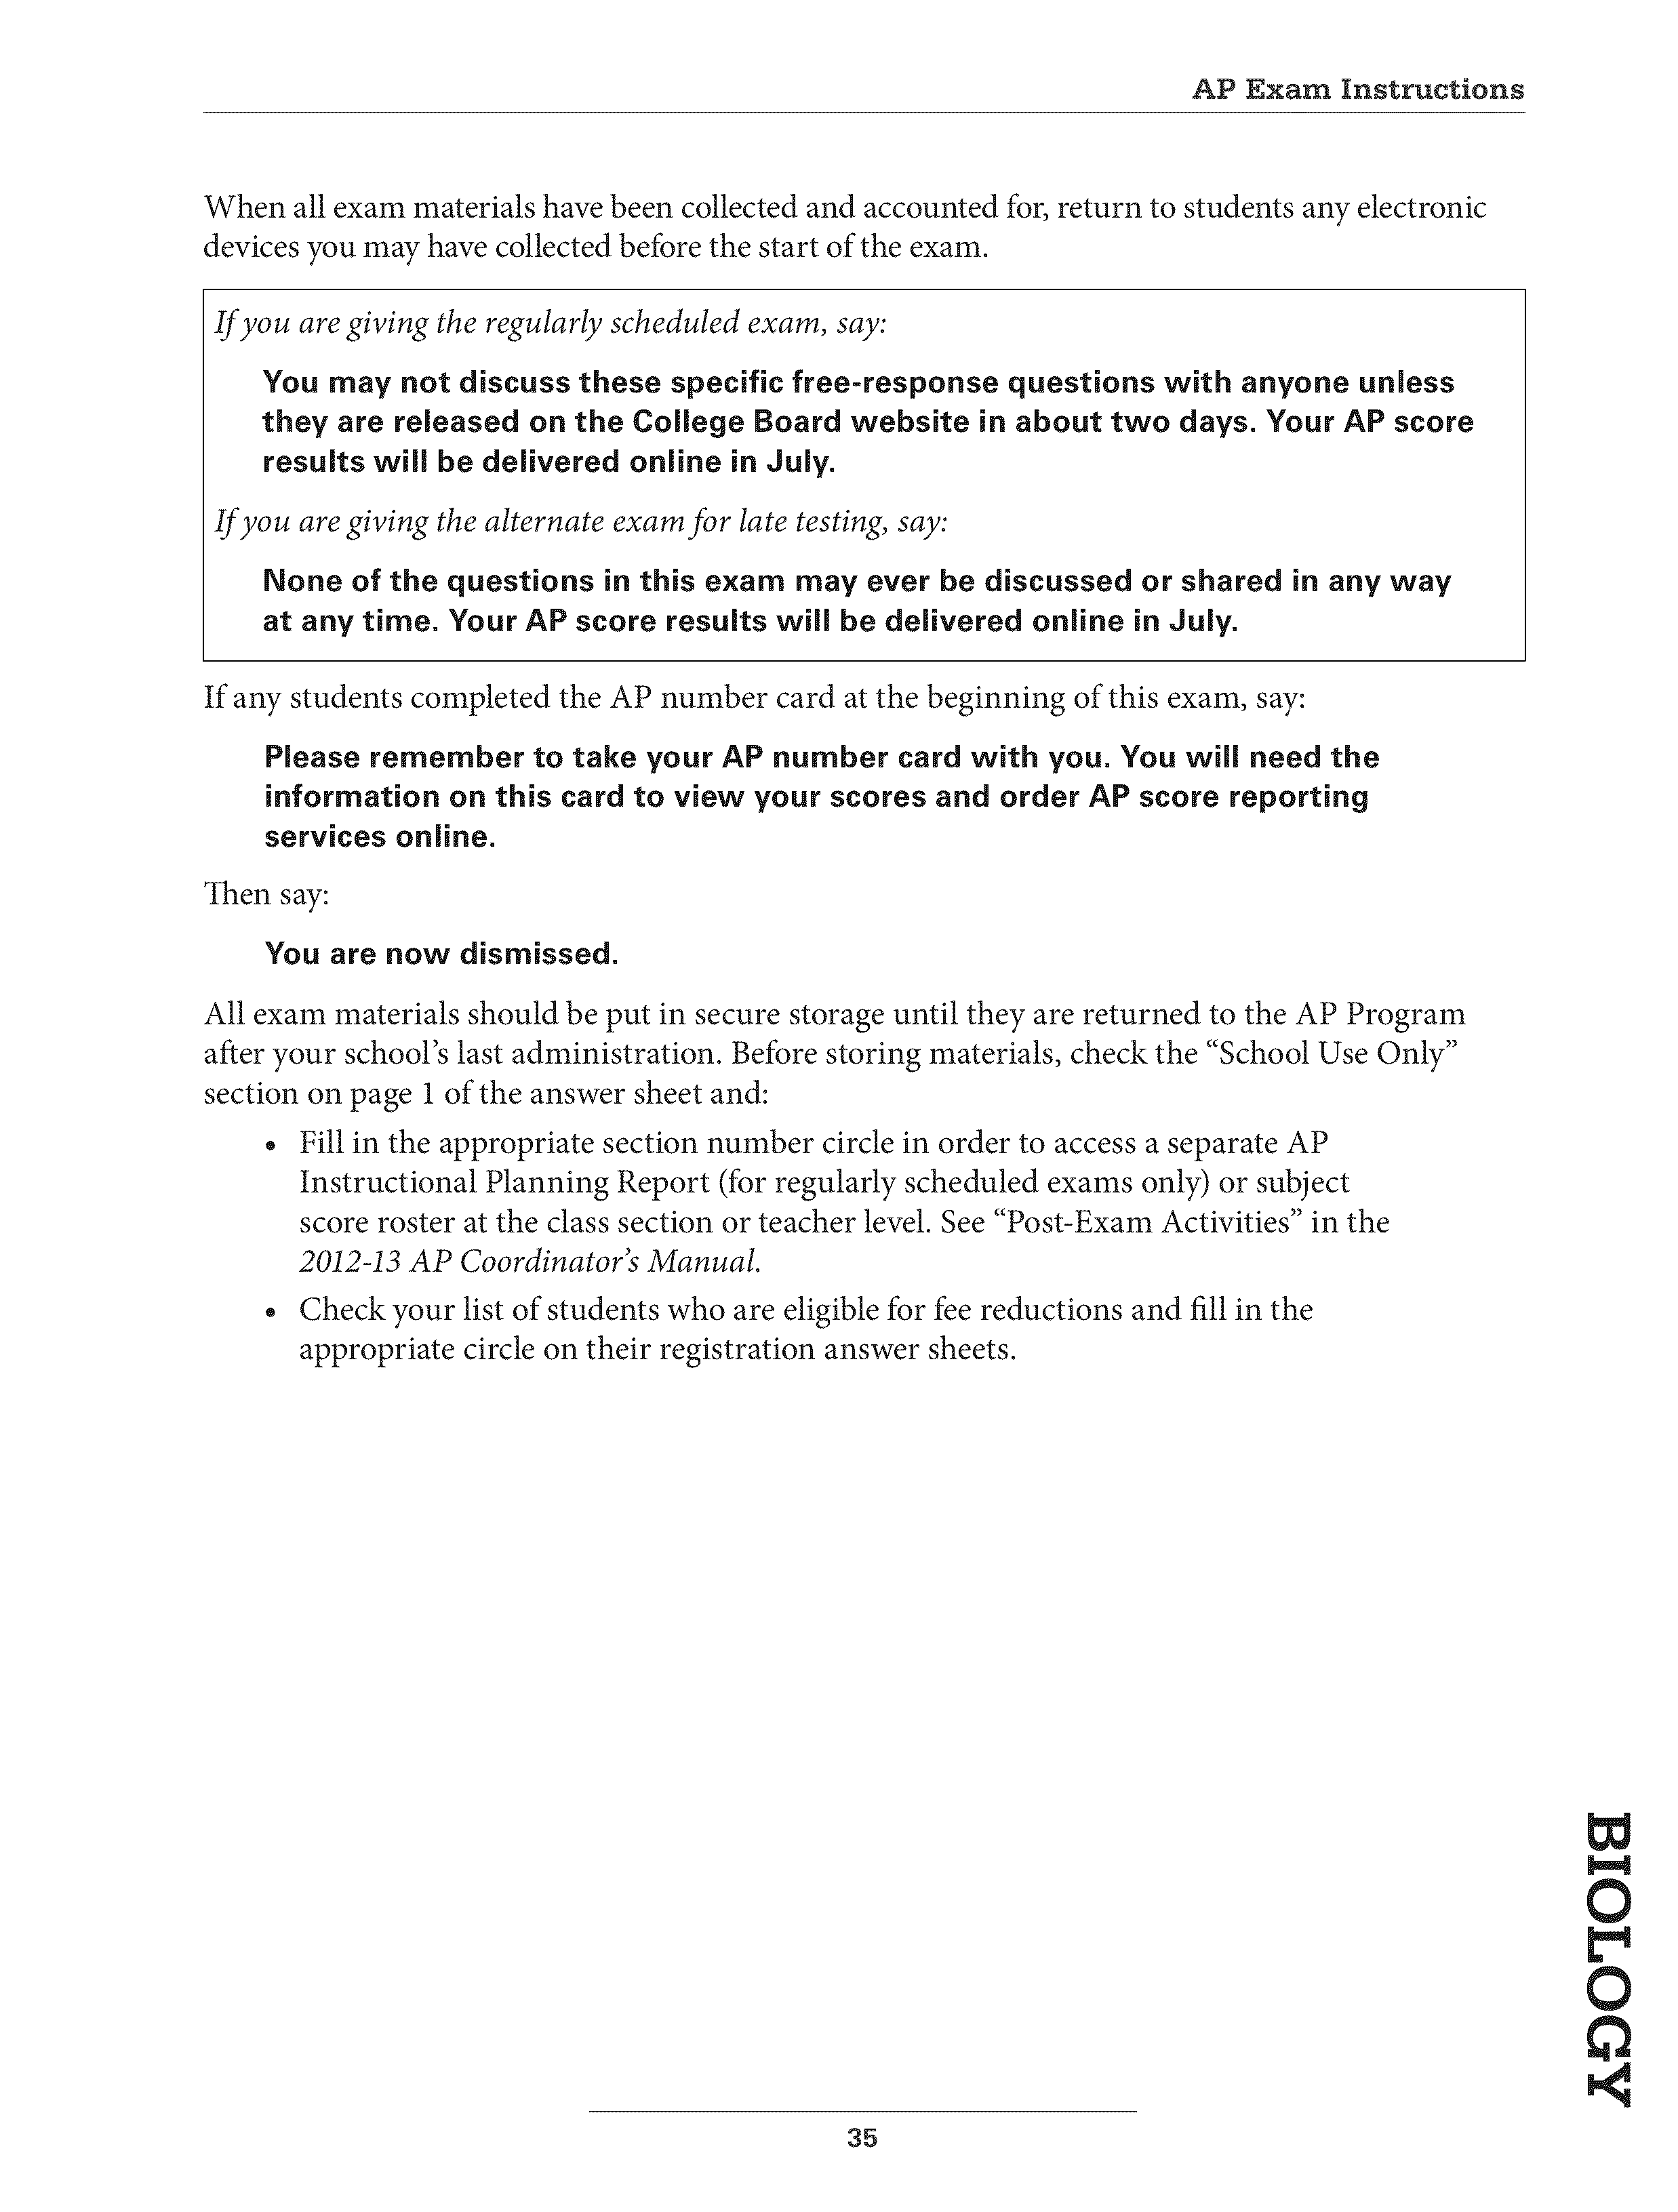 AP Exam Instructions
When all exam materials have been collected and accounted for, return to students any electronic
devices you may have collected before the start of the exam.
If you are giving the regularly scheduled exam, say:
You may not discuss these specific free-response questions with anyone unless
they are released on the College Board website in about two days. Your AP score
results will be delivered online in July.
If you are giving the alternate exam for late testing, say:
None of the questions in this exam may ever be discussed or shared in any way
at any time. Your AP score results will be delivered online in July.
If any students completed the AP number card at the beginning of this exam, say:
Please remember to take your AP number card with you. You will need the
information on this card to view your scores and order AP score reporting
services online.
Then say:
You are now dismissed.
All exam materials should be put in secure storage until they are returned to the AP Program
after your school’s last administration. Before storing materials, check the “School Use Only”
section on page 1 of the answer sheet and:
• Fill in the appropriate section number circle in order to access a separate AP
Instructional Planning Report (for regularly scheduled exams only) or subject
score roster at the class section or teacher level. See “Post-Exam Activities” in the
2012-13 AP Coordinator’s Manual.
• Check your list of students who are eligible for fee reductions and fill in the
appropriate circle on their registration answer sheets.
BIOLOGY
35